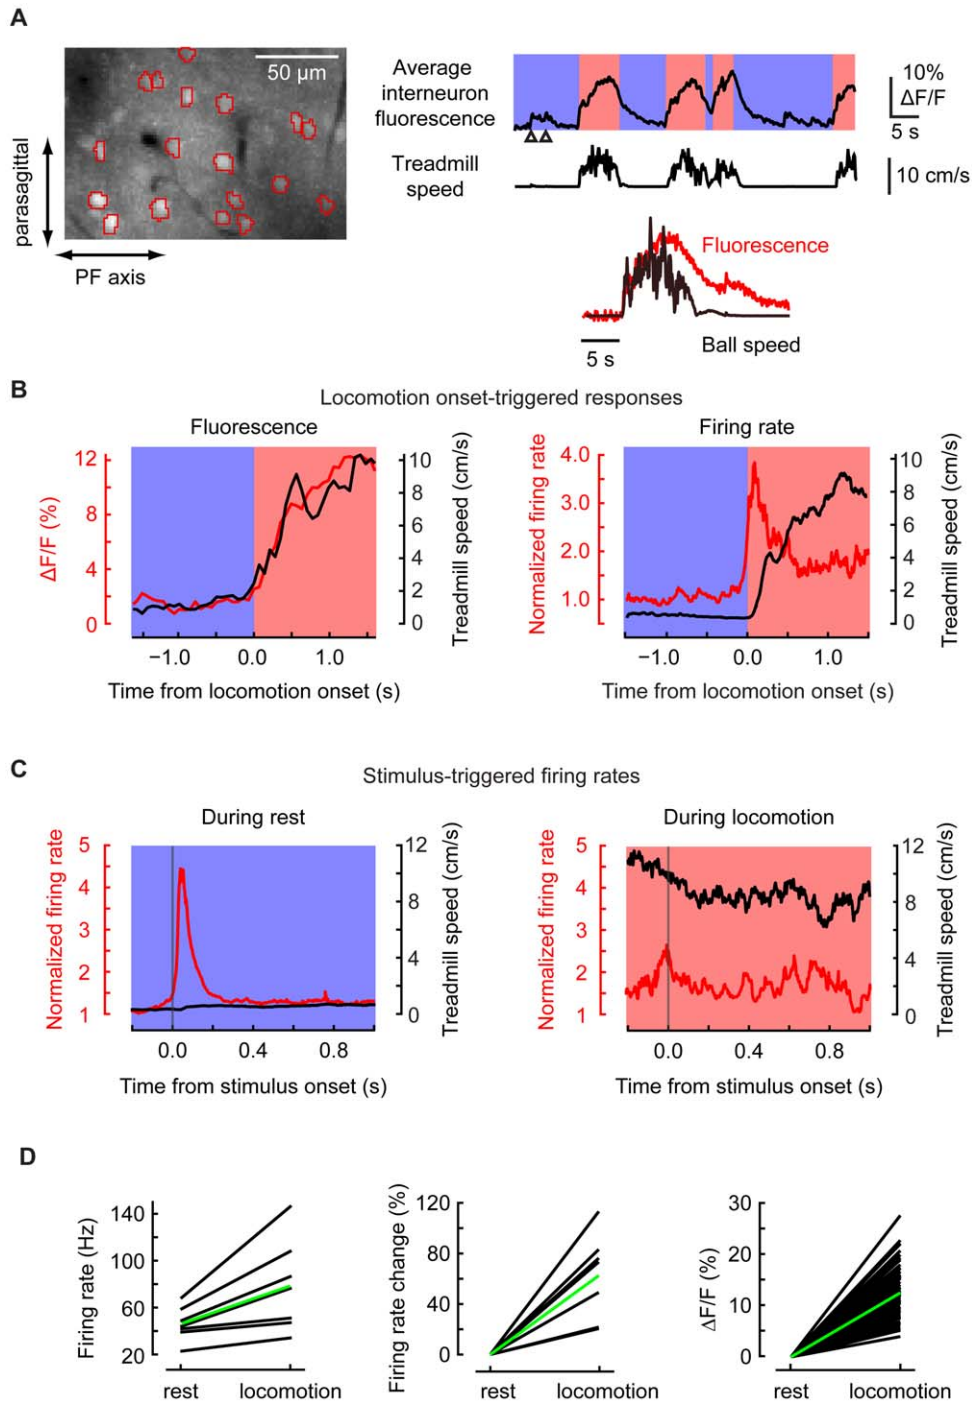 A
50 µm
parasagittal
PF axis
Average
interneuron
fluorescence
10%
ΔF/F
5 s
Treadmill
speed
10 cm/s
Fluorescence
Ball speed
5 s
B
Locomotion onset-triggered responses
Fluorescence
ΔF/F (%)
12
8
4
0
10
8
6
4
2
0
Treadmill speed (cm/s)
−1.0 0.0 1.0
Time from locomotion onset (s)
Firing rate
Normalized firing rate
4.0
3.0
2.0
1.0
10
8
6
4
2
0
Treadmill speed (cm/s)
−1.0 0.0 1.0
Time from locomotion onset (s)
C
Stimulus-triggered firing rates
During rest
Normalized firing rate
5
4
3
2
1
12
8
4
0
Treadmill speed (cm/s)
0.0 0.4 0.8
Time from stimulus onset (s)
During locomotion
Normalized firing rate
5
4
3
2
1
12
8
4
0
Treadmill speed (cm/s)
0.0 0.4 0.8
Time from stimulus onset (s)
D
Firing rate (Hz)
140
100
60
20
rest locomotion
Firing rate change (%)
120
80
40
0
rest locomotion
ΔF/F (%)
30
20
10
0
rest locomotion